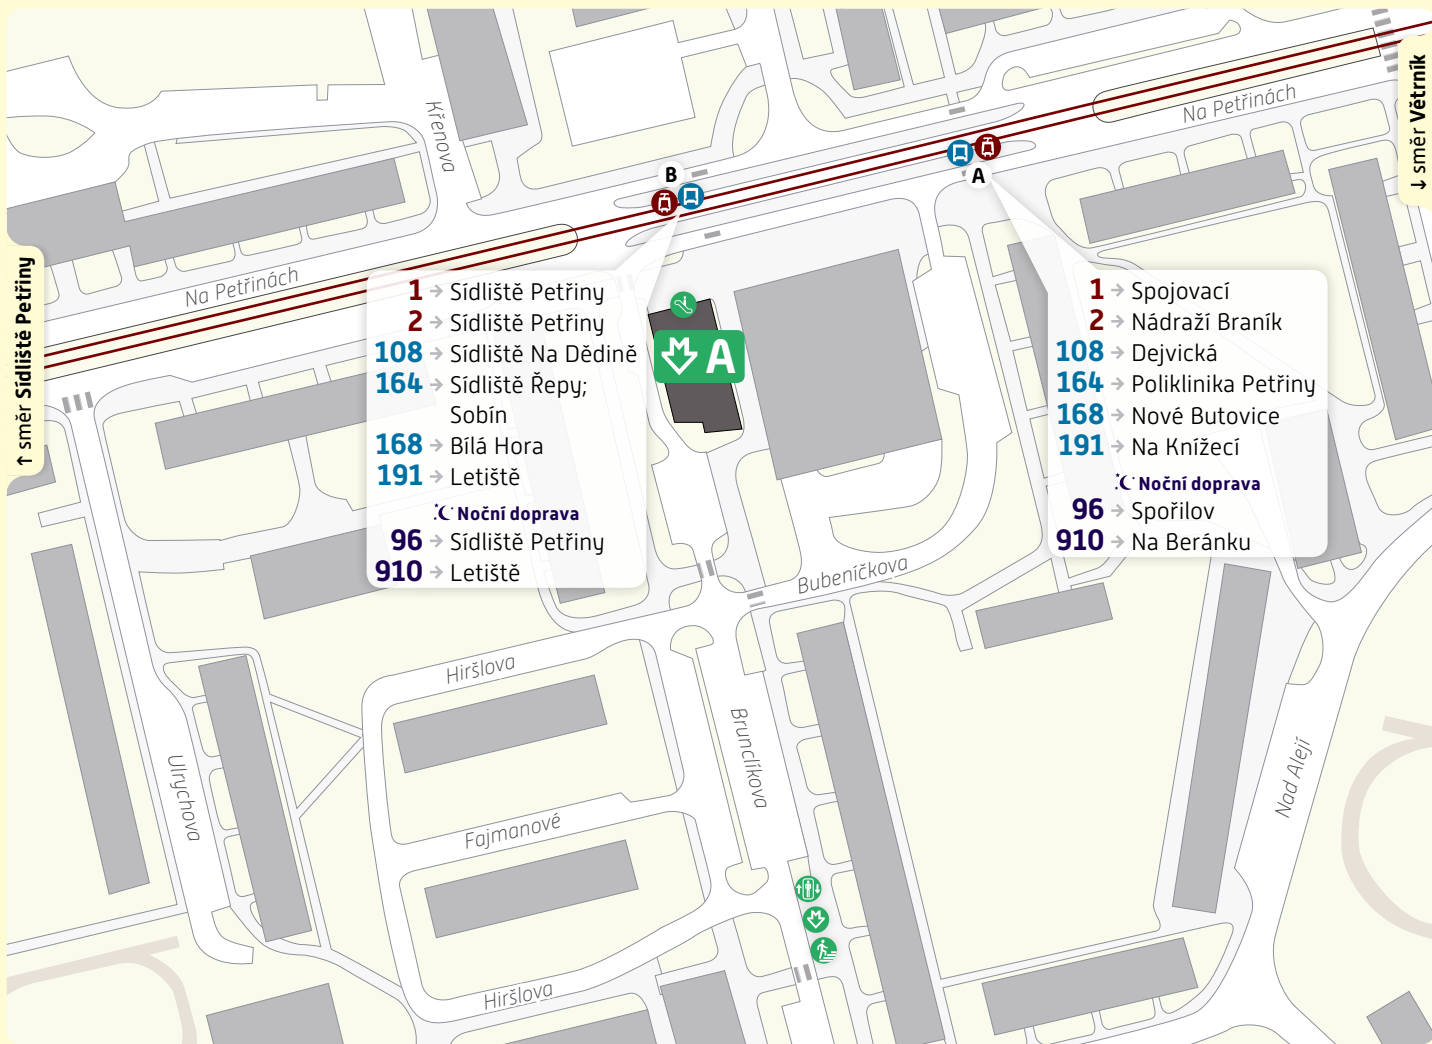 Křenova
Na Petřinách
↓ směr Větrník
B
A
Na Petřinách
↑ směr Sídliště Petřiny
1 → Sídliště Petřiny
2 → Sídliště Petřiny
108 → Sídliště Na Dědině
164 → Sídliště Řepy;
Sobín
168 → Bílá Hora
191 → Letiště
Noční doprava
96 → Sídliště Petřiny
910 → Letiště
A
1 → Spojovací
2 → Nádraží Braník
108 → Dejvická
164 → Poliklinika Petřiny
168 → Nové Butovice
191 → Na Knížecí
Noční doprava
96 → Spořilov
910 → Na Beránku
Bubeníčkova
Hiršlova
Brunclíkova
Ulrychova
Nad Alejí
Fajmanové
Hiršlova